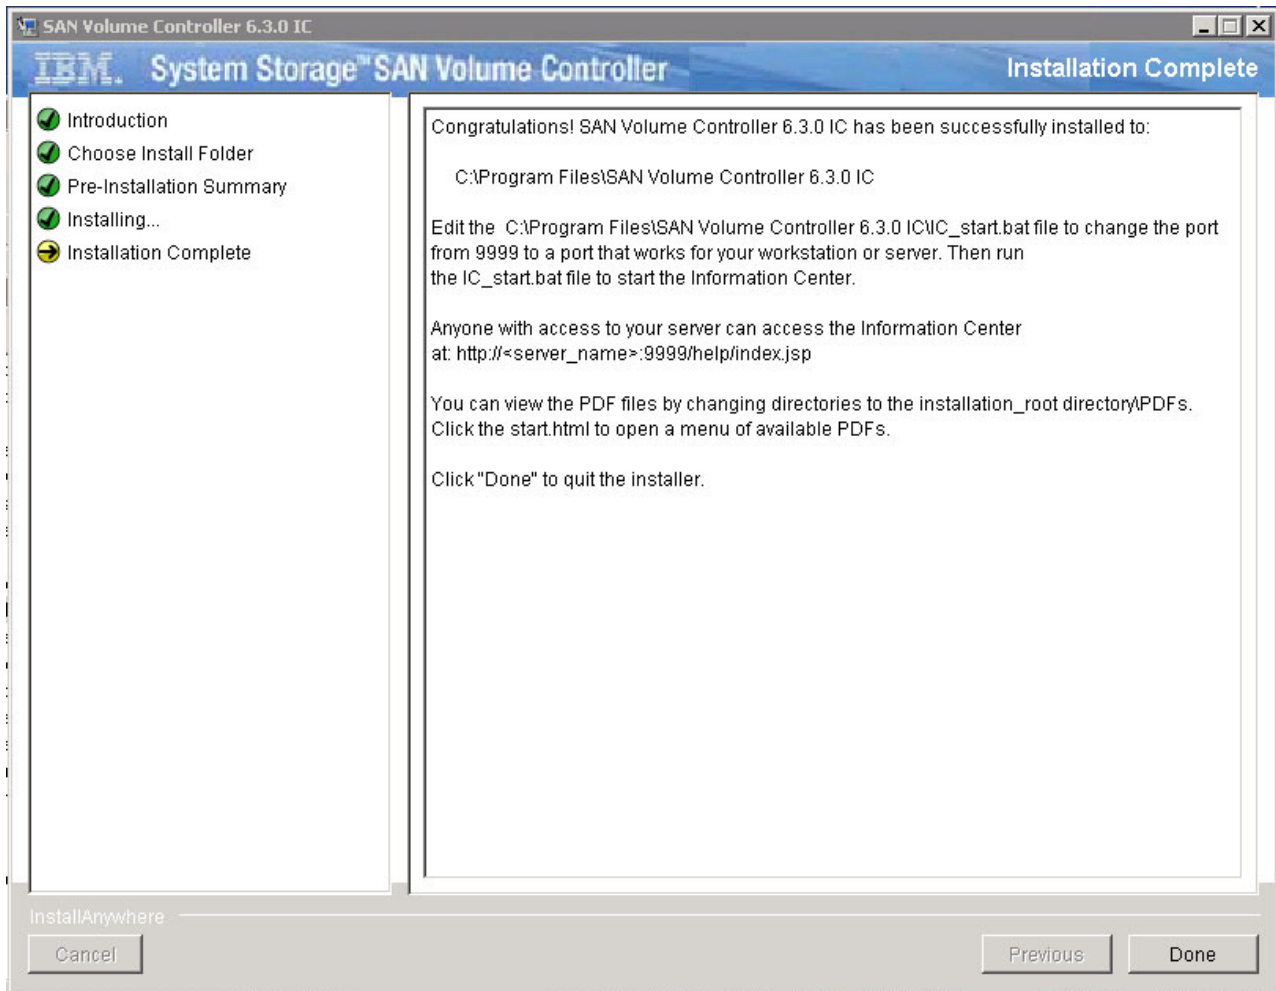 SAN Volume Controller 6.3.0 IC
IBM. System Storage™ SAN Volume Controller
Installation Complete
Introduction
Choose Install Folder
Pre-Installation Summary
Installing...
Installation Complete
Congratulations! SAN Volume Controller 6.3.0 IC has been successfully installed to:
C:\Program Files\SAN Volume Controller 6.3.0 IC
Edit the  C:\Program Files\SAN Volume Controller 6.3.0 IC\IC_start.bat file to change the port
from 9999 to a port that works for your workstation or server. Then run
the IC_start.bat file to start the Information Center.
Anyone with access to your server can access the Information Center
at: http://<server_name>:9999/help/index.jsp
You can view the PDF files by changing directories to the installation_root directory\PDFs.
Click the start.html to open a menu of available PDFs.
Click "Done" to quit the installer.
InstallAnywhere
Cancel
Previous
Done